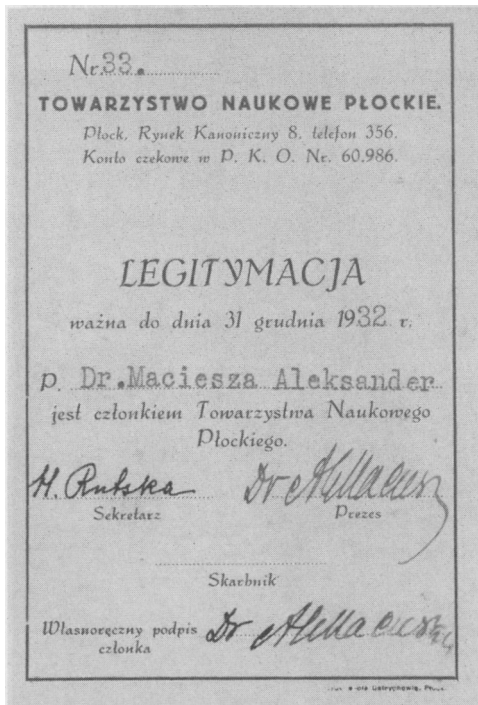 Nr. 33.
TOWARZYSTWO NAUKOWE PŁOCKIE.
Płock, Rynek Kanoniczny 8, telefon 356.
Konto czekowe w P. K. O. Nr. 60.986.
LEGITYMACJA
ważna do dnia 31 grudnia 1932 r.
p. Dr.Maciesza Aleksander
jest członkiem Towarzystwa Naukowego
Płockiego.
H. Rutska Dr
Sekretarz Prezes
Skarbnik
Własnoręczny podpis Dr
członka